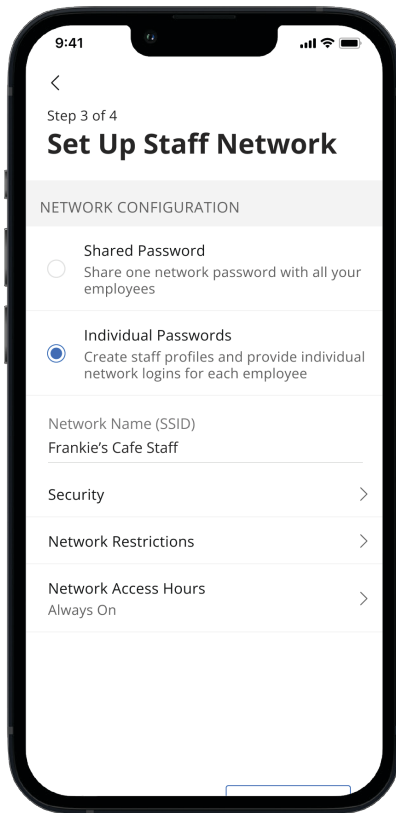 9:41
Step 3 of 4
Set Up Staff Network
NETWORK CONFIGURATION
Shared Password
Share one network password with all your
employees
Individual Passwords
Create staff profiles and provide individual
network logins for each employee
Network Name (SSID)
Frankie’s Cafe Staff
Security
Network Restrictions
Network Access Hours
Always On